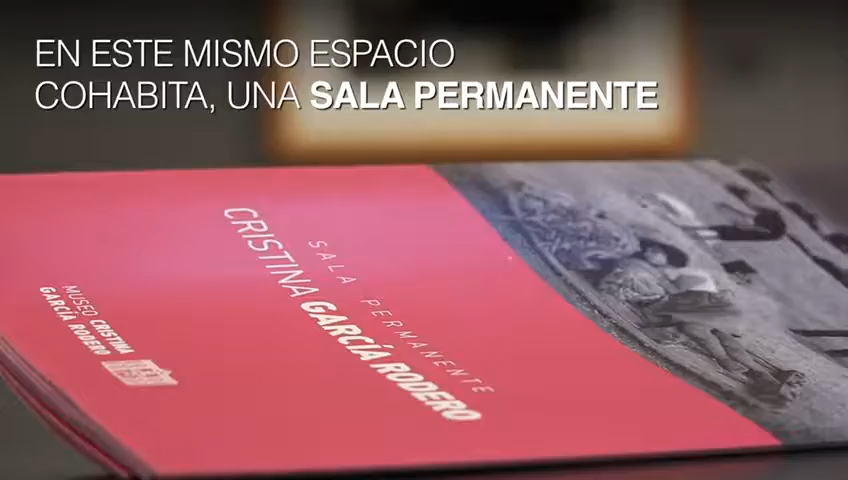 EN ESTE MISMO ESPACIO
COHABITA, UNA SALA PERMANENTE
SALA PERMANENTE
CRISTINA GARCÍA RODERO
MUSEO CRISTINA
GARCÍA RODERO